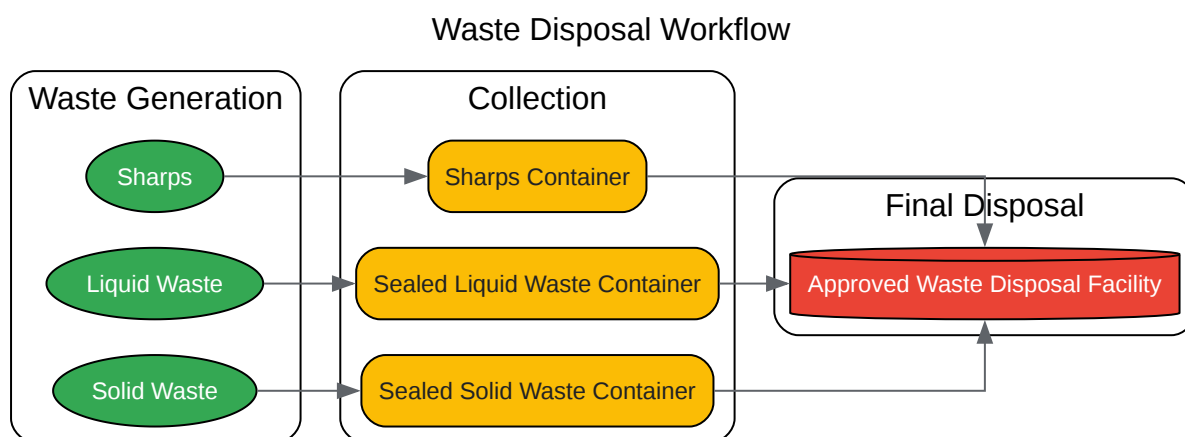 Waste Disposal Workflow
Waste Generation
Collection
Sharps
Sharps Container
Final Disposal
Liquid Waste
Sealed Liquid Waste Container
Approved Waste Disposal Facility
Solid Waste
Sealed Solid Waste Container